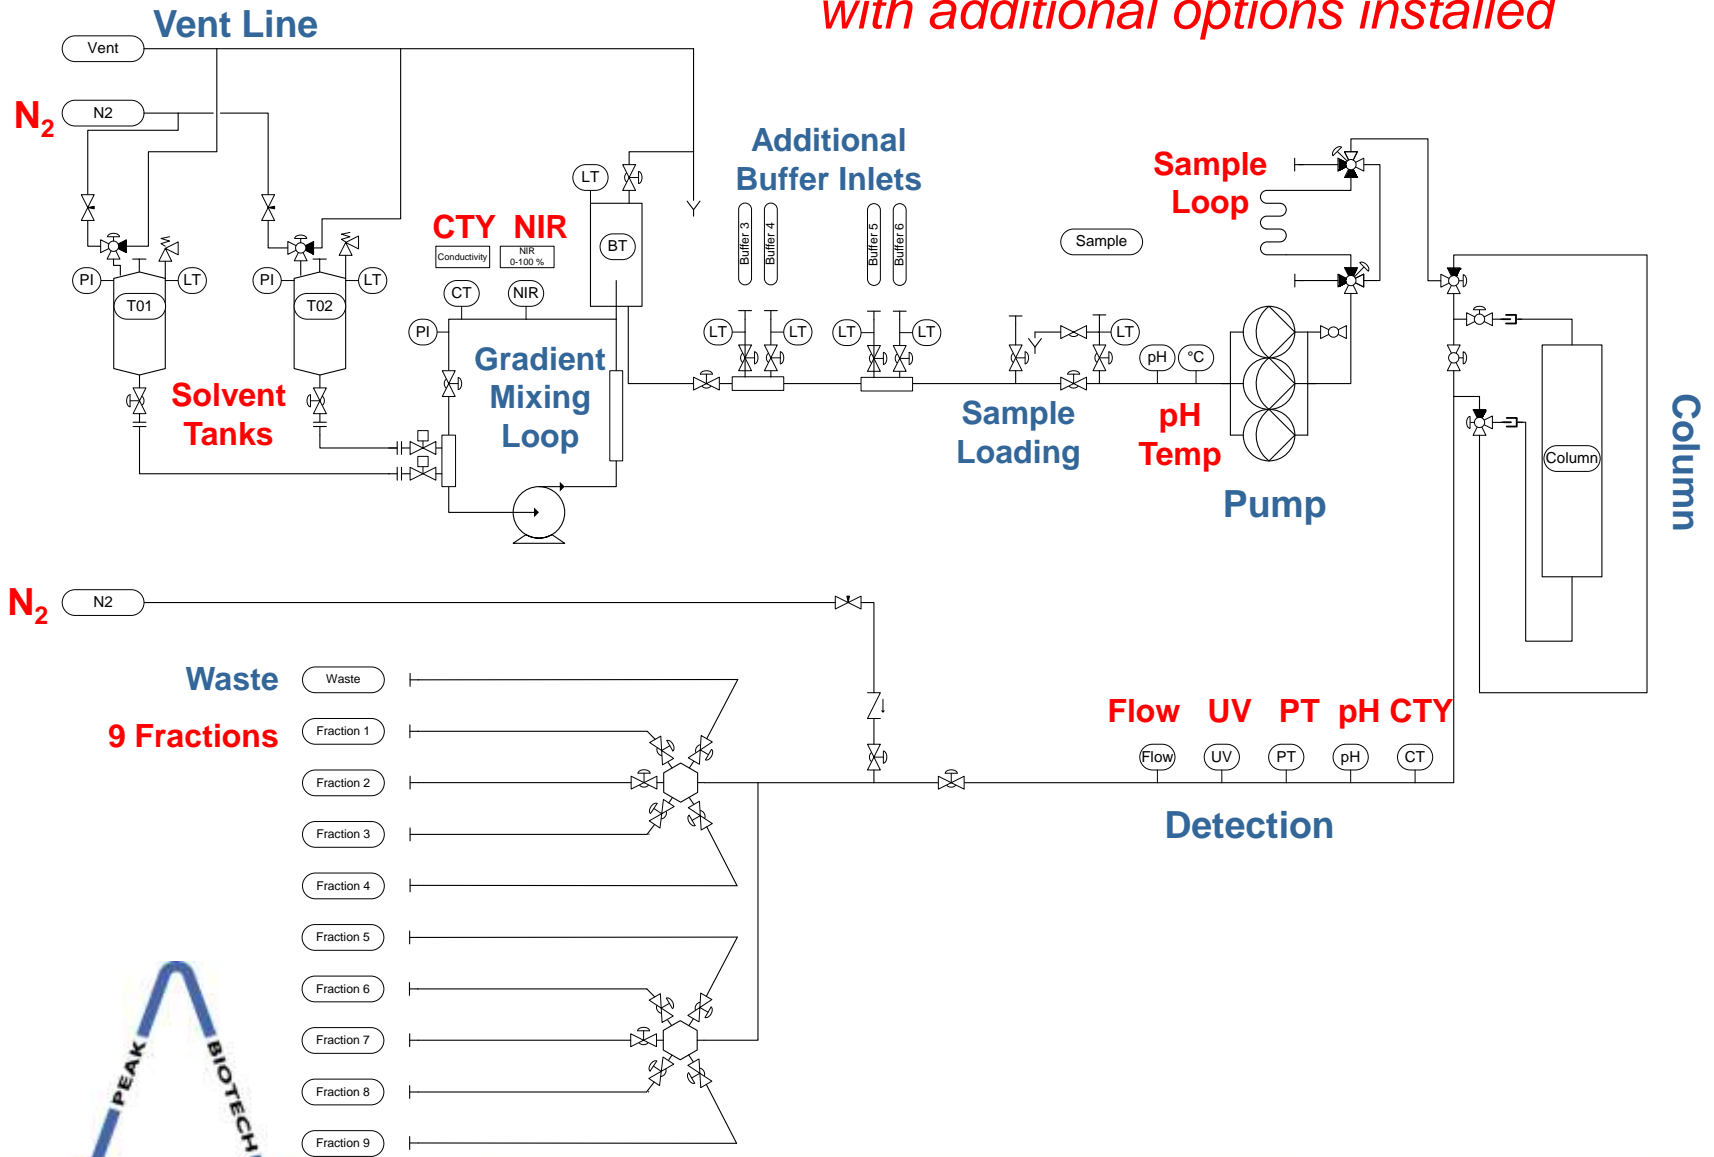 with additional options installed
Vent Line
Vent
N₂
N2
Additional
Buffer Inlets
Sample
Loop
LT
CTY NIR
Conductivity
NIR
0-100 %
BT
Buffer 3
Buffer 4
Buffer 5
Buffer 6
Sample
PI
T01
LT
PI
T02
LT
CT
NIR
PI
LT
LT
LT
LT
LT
pH
°C
Gradient
Mixing
Loop
Solvent
Tanks
Sample
Loading
pH
Temp
Pump
Column
Column
N₂
N2
Waste
Waste
9 Fractions
Fraction 1
Fraction 2
Fraction 3
Fraction 4
Fraction 5
Fraction 6
Fraction 7
Fraction 8
Fraction 9
Flow UV PT pH CTY
Flow
UV
PT
pH
CT
Detection
PEAK
BIOTECH